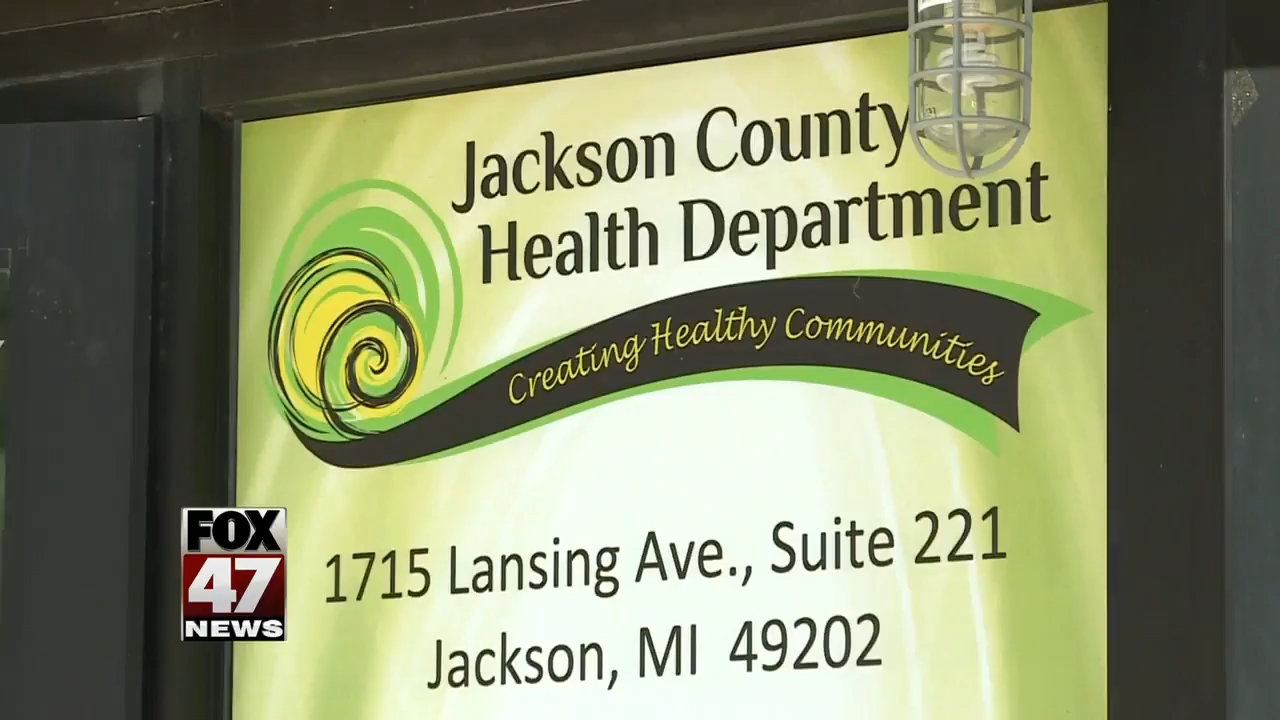 Jackson County
Health Department
Creating Healthy Communities
1715 Lansing Ave., Suite 221
Jackson, MI 49202
FOX
47
NEWS